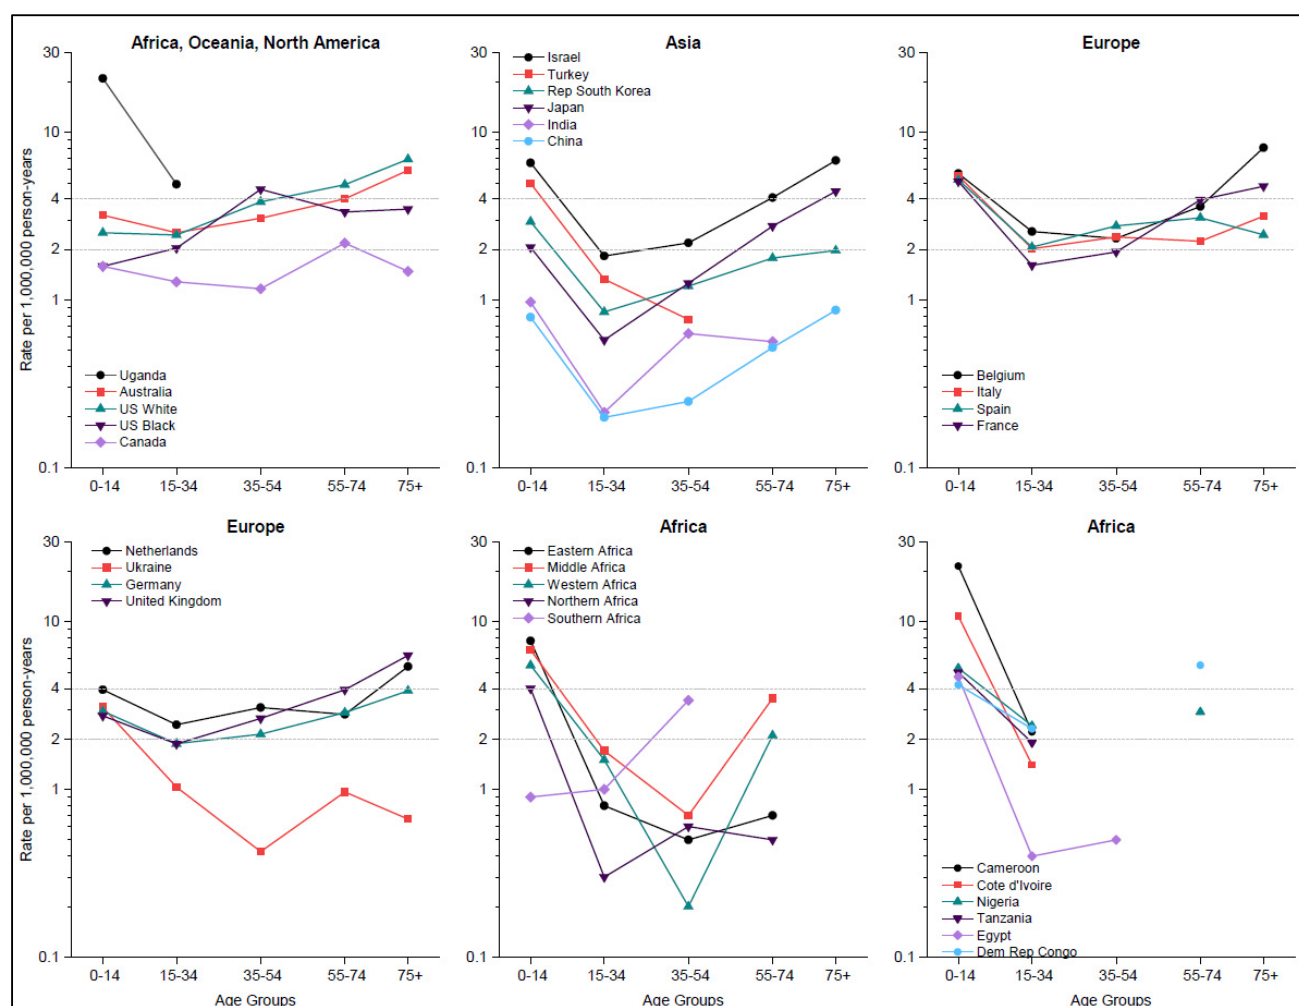 Africa, Oceania, North America
30
10
4
2
1
0.1
Rate per 1,000,000 person-years
Uganda
Australia
US White
US Black
Canada
0-14 15-34 35-54 55-74 75+
Asia
30
10
4
2
1
0.1
Israel
Turkey
Rep South Korea
Japan
India
China
0-14 15-34 35-54 55-74 75+
Europe
30
10
4
2
1
0.1
Belgium
Italy
Spain
France
0-14 15-34 35-54 55-74 75+
Europe
30
10
4
2
1
0.1
Rate per 1,000,000 person-years
Netherlands
Ukraine
Germany
United Kingdom
0-14 15-34 35-54 55-74 75+
Age Groups
Africa
30
10
4
2
1
0.1
Eastern Africa
Middle Africa
Western Africa
Northern Africa
Southern Africa
0-14 15-34 35-54 55-74 75+
Age Groups
Africa
30
10
4
2
1
0.1
Cameroon
Cote d'Ivoire
Nigeria
Tanzania
Egypt
Dem Rep Congo
0-14 15-34 35-54 55-74 75+
Age Groups